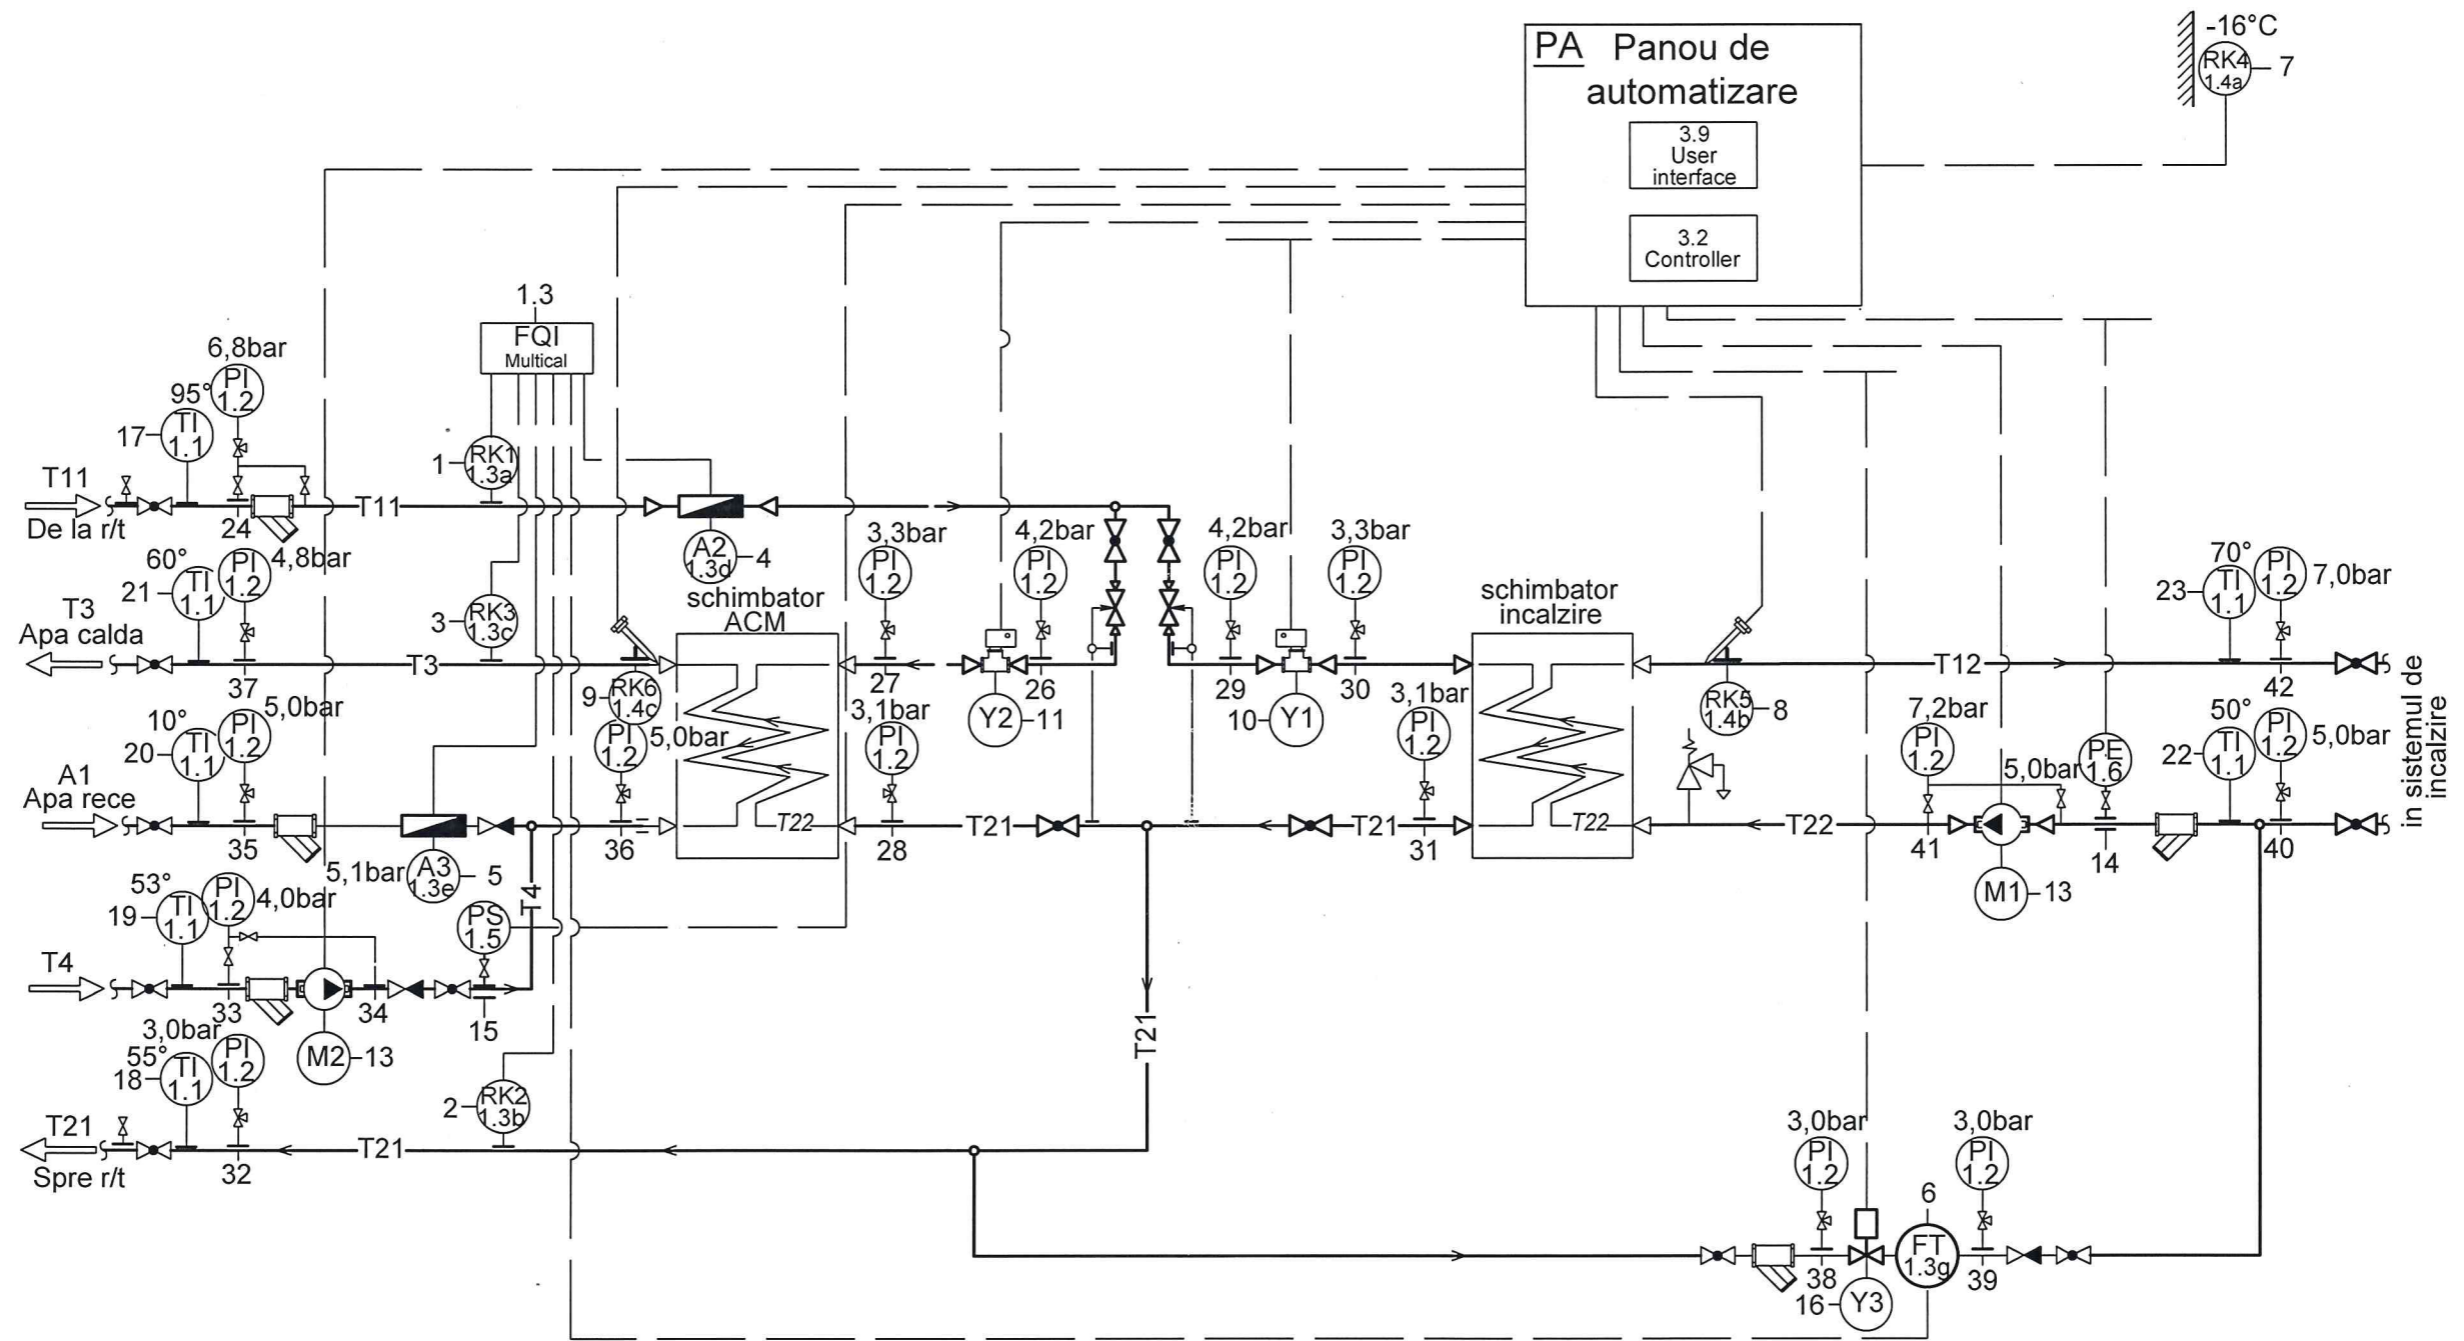 PA Panou de
automatizare
3.9
User
interface
3.2
Controller
-16°C
RK4
1.4a
7
1.3
FQI
Multical
6,8bar
PI
1.2
95°
TI
1.1
17
T11
De la r/t
24
T11
RK1
1.3a
1
A2
1.3d
4
60°
TI
1.1
21
PI
1.2
4,8bar
T3
Apa calda
37
T3
RK3
1.3c
3
RK6
1.4c
9
schimbator
ACM
3,3bar
PI
1.2
27
4,2bar
PI
1.2
26
Y2
11
4,2bar
PI
1.2
29
3,3bar
PI
1.2
30
Y1
10
schimbator
incalzire
RK5
1.4b
8
T12
70°
TI
1.1
23
PI
1.2
7,0bar
42
in sistemul de
incalzire
10°
TI
1.1
20
PI
1.2
5,0bar
A1
Apa rece
35
5,1bar
A3
1.3e
5
PI
1.2
5,0bar
36
T22
3,1bar
PI
1.2
28
T21
T21
3,1bar
PI
1.2
31
T22
T22
7,2bar
PI
1.2
41
M1
13
5,0bar
PE
1.6
14
50°
TI
1.1
22
PI
1.2
5,0bar
40
53°
TI
1.1
19
PI
1.2
4,0bar
T4
33
M2
13
34
PS
1.5
15
T4
T21
55°
TI
1.1
18
3,0bar
PI
1.2
T21
Spre r/t
32
T21
RK2
1.3b
2
3,0bar
PI
1.2
38
Y3
16
6
FT
1.3g
3,0bar
PI
1.2
39